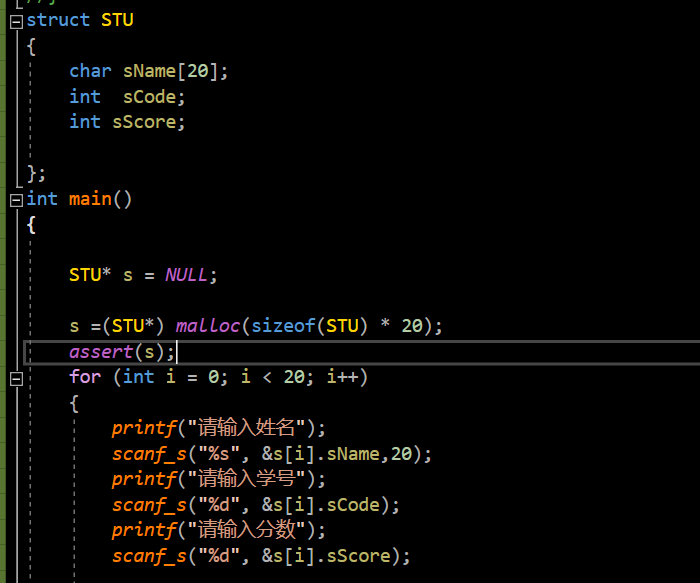 struct STU
{
char sName[20];
int  sCode;
int sScore;
};
int main()
{
STU* s = NULL;
s =(STU*) malloc(sizeof(STU) * 20);
assert(s);
for (int i = 0; i < 20; i++)
{
printf("请输入姓名");
scanf_s("%s", &s[i].sName,20);
printf("请输入学号");
scanf_s("%d", &s[i].sCode);
printf("请输入分数");
scanf_s("%d", &s[i].sScore);